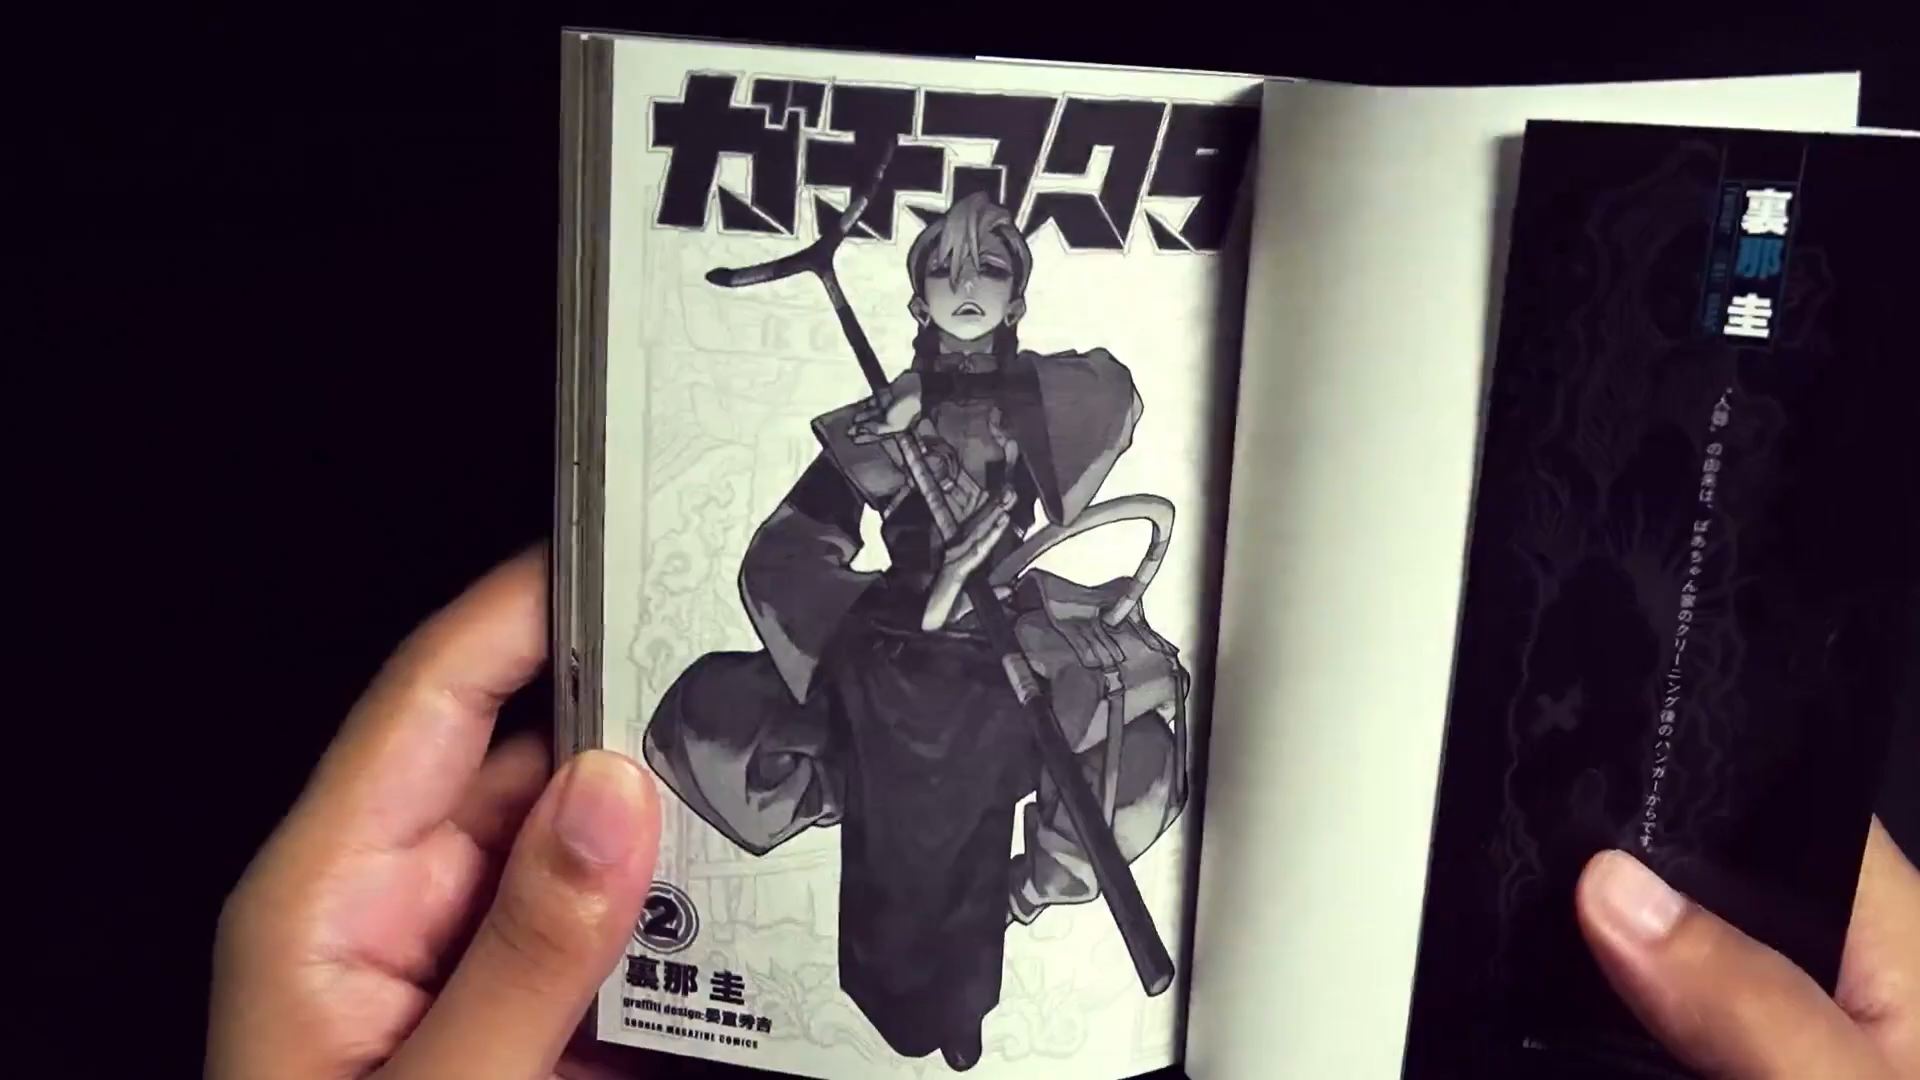 ガチアクタ
2
裏那 圭
graffiti design:晏童秀吉
SHONEN MAGAZINE COMICS
裏那 圭
“人器”の由来は、ばあちゃん家のクリーニング後のハンガーからです。